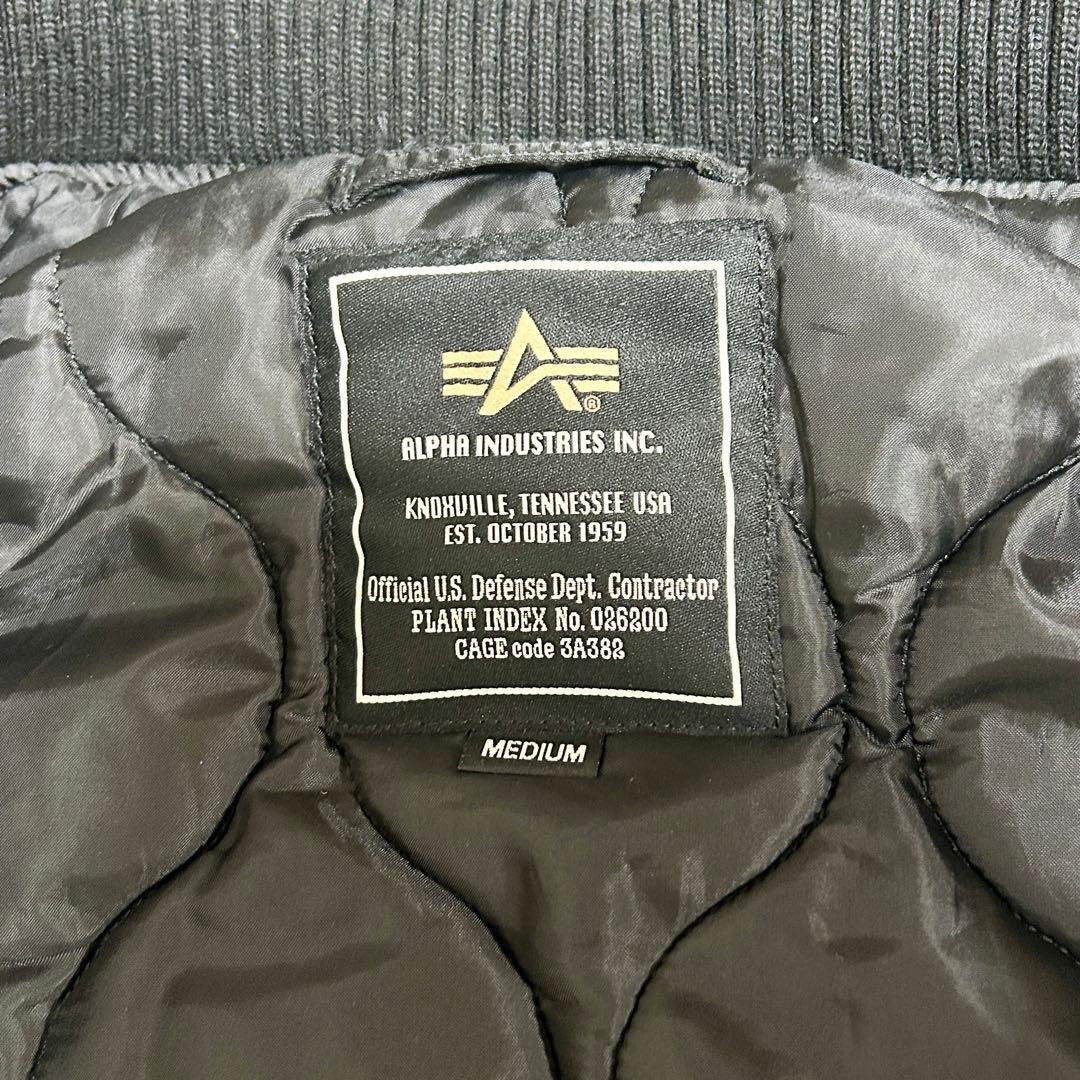 ®
ALPHA INDUSTRIES INC.
KNOXVILLE, TENNESSEE USA
EST. OCTOBER 1959
Official U.S. Defense Dept. Contractor
PLANT INDEX No. 026200
CAGE code 3A382
MEDIUM